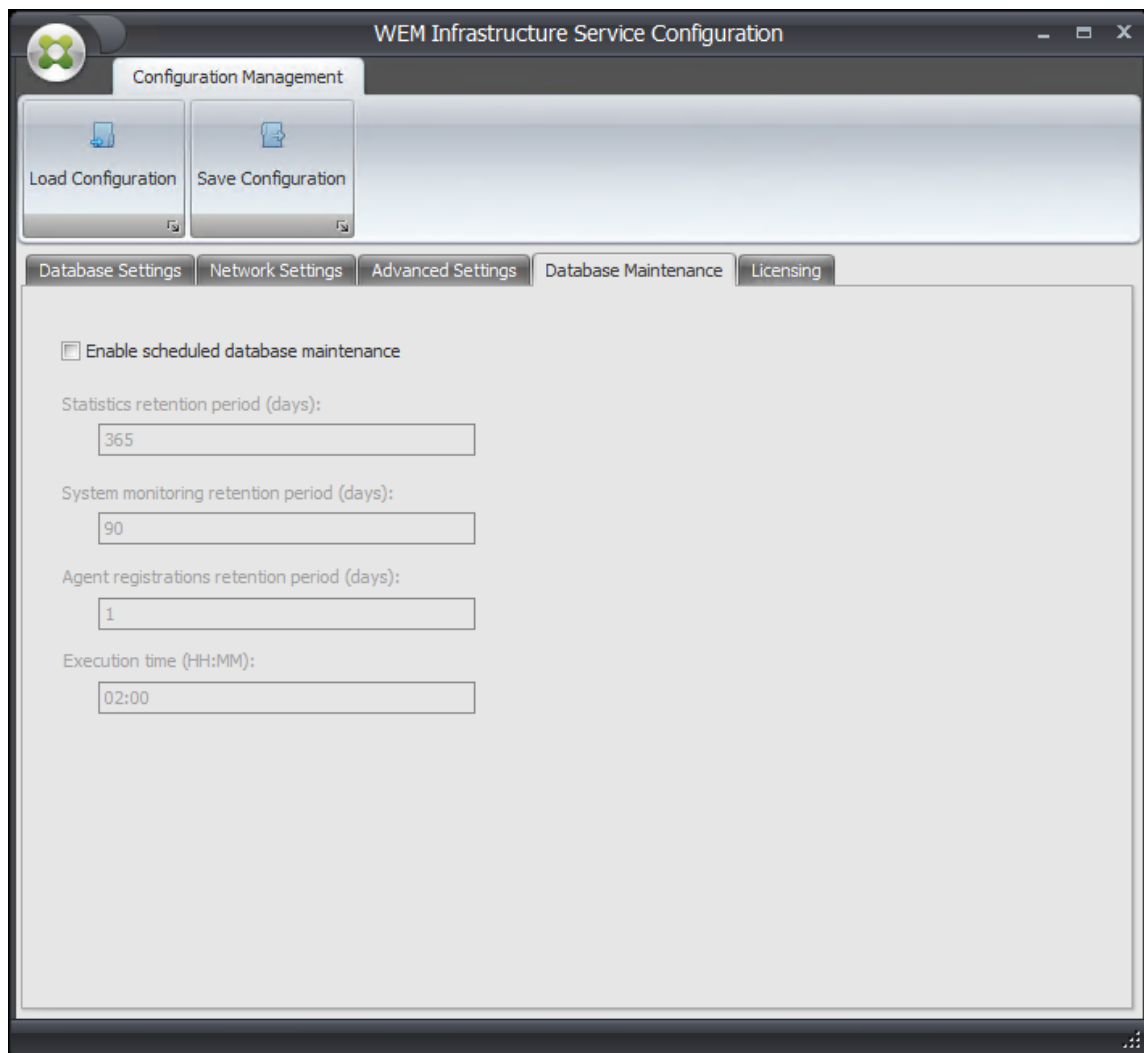 WEM Infrastructure Service Configuration
Configuration Management
Load Configuration
Save Configuration
Database Settings
Network Settings
Advanced Settings
Database Maintenance
Licensing
Enable scheduled database maintenance
Statistics retention period (days):
365
System monitoring retention period (days):
90
Agent registrations retention period (days):
1
Execution time (HH:MM):
02:00